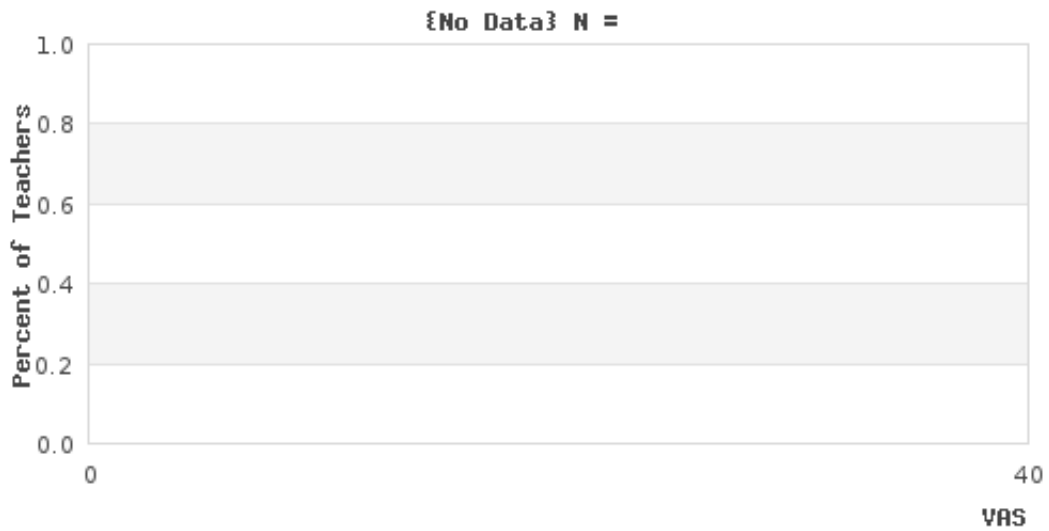 {No Data} N =
1.0
0.8
0.6
0.4
0.2
0.0
Percent of Teachers
0
40
VAS